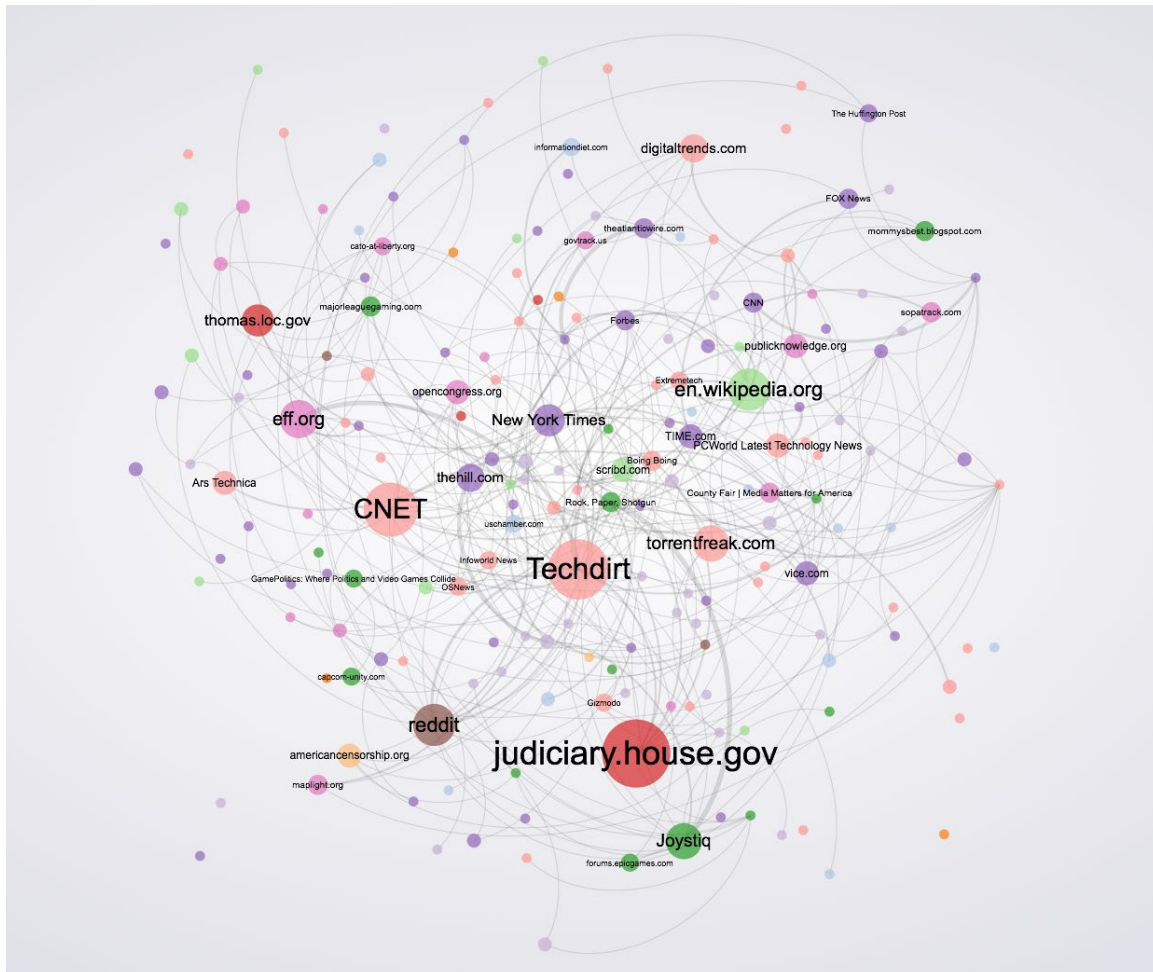 The Huffington Post
informationdiet.com
digitaltrends.com
FOX News
theatlanticwire.com
mommysbest.blogspot.com
govtrack.us
cato-at-liberty.org
CNN
majorleaguegaming.com
sopatrack.com
thomas.loc.gov
Forbes
publicknowledge.org
Extremetech
en.wikipedia.org
opencongress.org
eff.org
New York Times
TIME.com
PCWorld Latest Technology News
Boing Boing
scribd.com
thehill.com
Ars Technica
County Fair | Media Matters for America
Rock, Paper, Shotgun
CNET
uschamber.com
torrentfreak.com
Infoworld News
Techdirt
vice.com
GamePolitics: Where Politics and Video Games Collide
OSNews
capcom-unity.com
Gizmodo
reddit
judiciary.house.gov
americancensorship.org
maplight.org
Joystiq
forums.epicgames.com